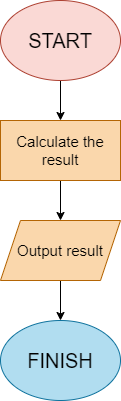 START
Calculate the
result
Output result
FINISH